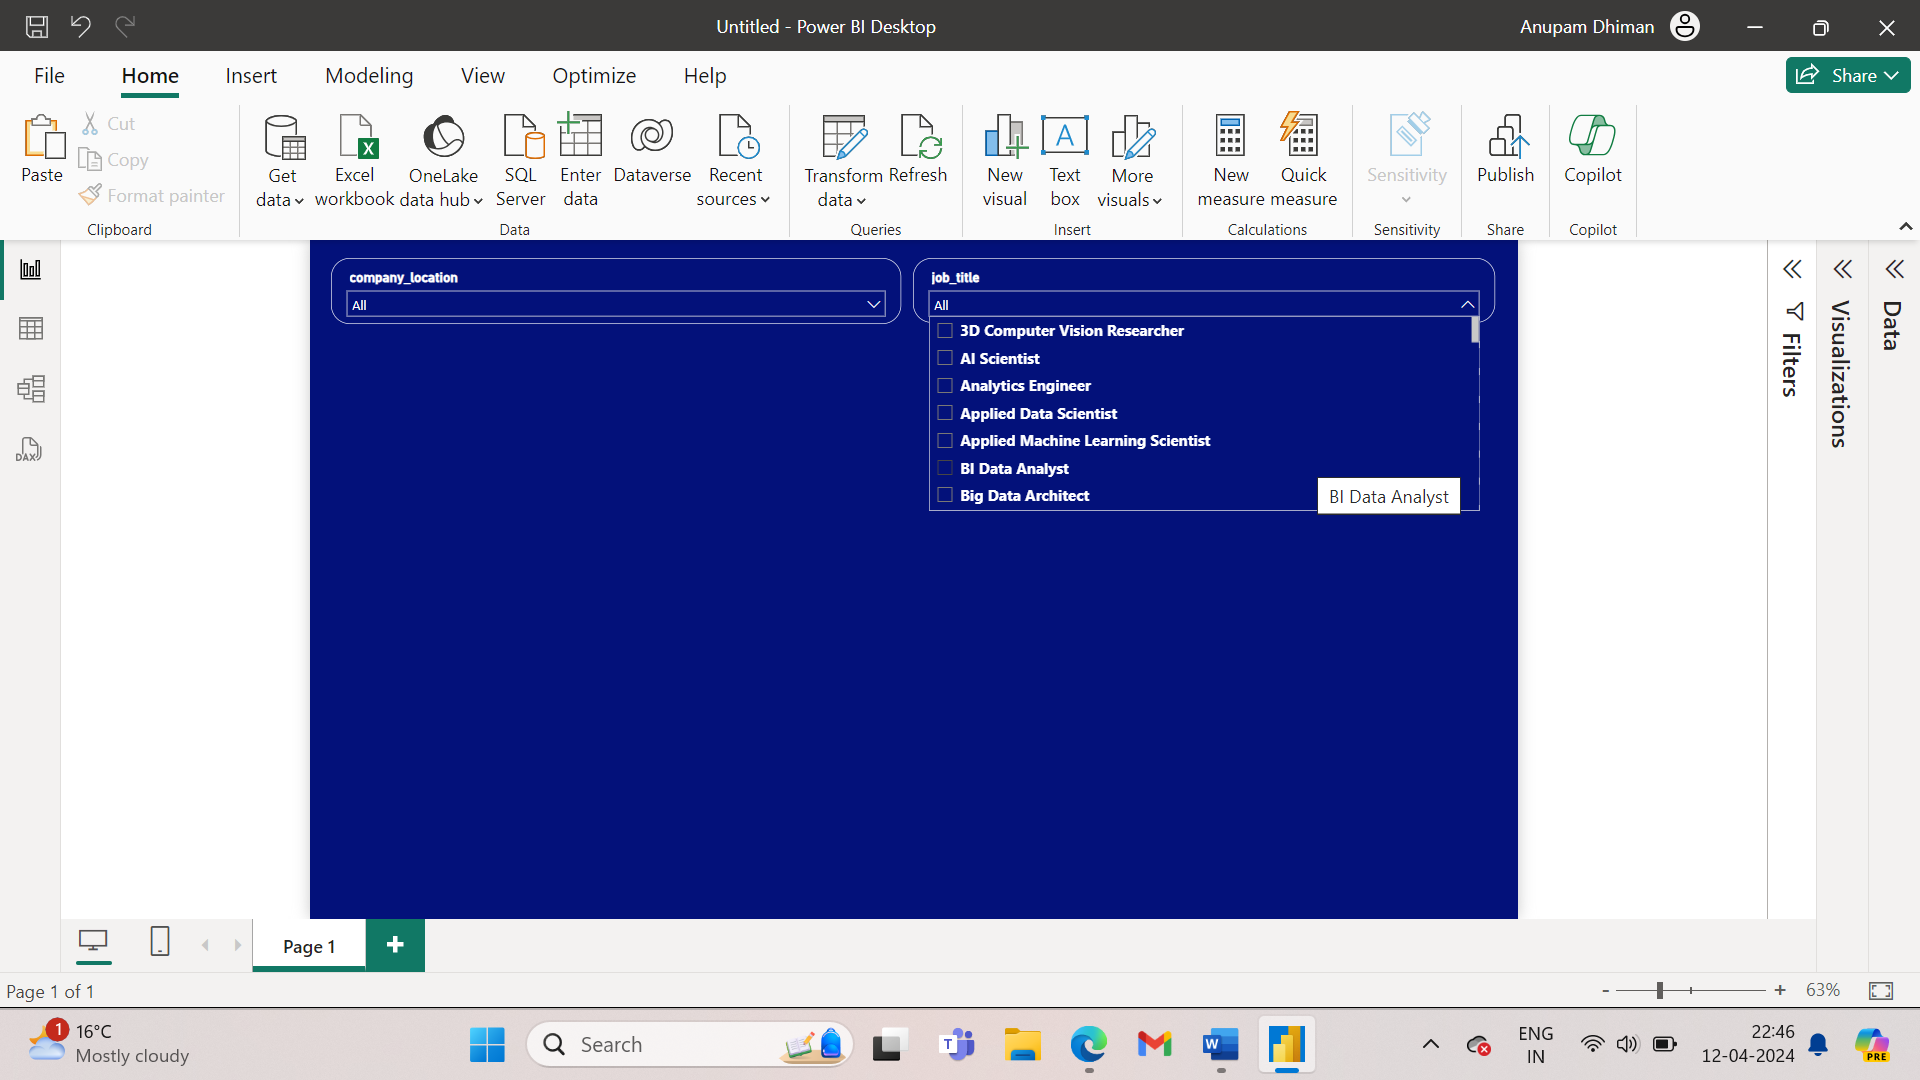 Untitled - Power BI Desktop
Anupam Dhiman
File Home Insert Modeling View Optimize Help
Share
Paste
Cut
Copy
Format painter
Clipboard
Get data
Excel workbook
OneLake data hub
SQL Server
Enter data
Dataverse
Recent sources
Data
Transform data
Refresh
Queries
New visual
A
Text box
More visuals
Insert
New measure
Quick measure
Calculations
Sensitivity
Sensitivity
Publish
Share
Copilot
Copilot
DAX
company_location
All
job_title
All
3D Computer Vision Researcher
AI Scientist
Analytics Engineer
Applied Data Scientist
Applied Machine Learning Scientist
BI Data Analyst
Big Data Architect
BI Data Analyst
Filters
Visualizations
Data
Page 1
+
Page 1 of 1
- + 63%
1
16°C
Mostly cloudy
Search
T
W
ENG
IN
22:46
12-04-2024
PRE